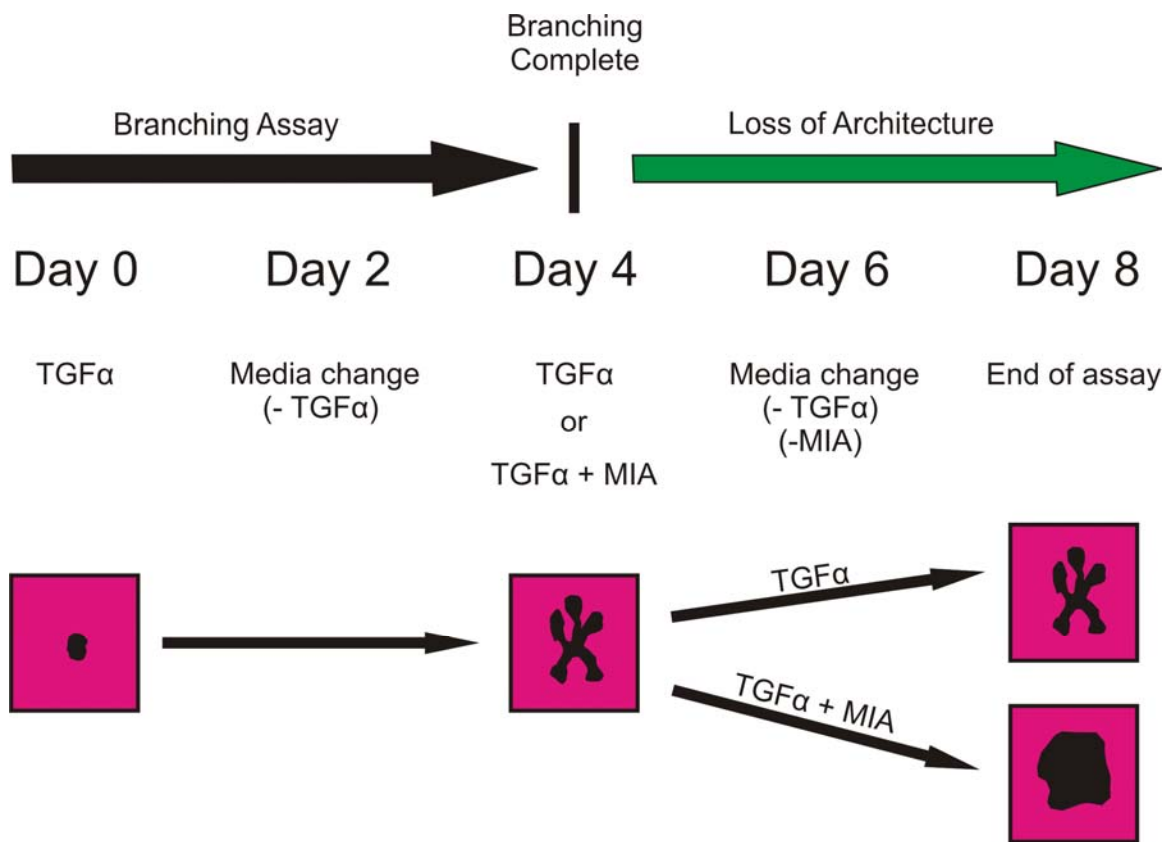 Branching
Complete
Branching Assay
Loss of Architecture
Day 0
Day 2
Day 4
Day 6
Day 8
TGFα
Media change
(- TGFα)
TGFα
or
TGFα + MIA
Media change
(- TGFα)
(-MIA)
End of assay
TGFα
TGFα + MIA